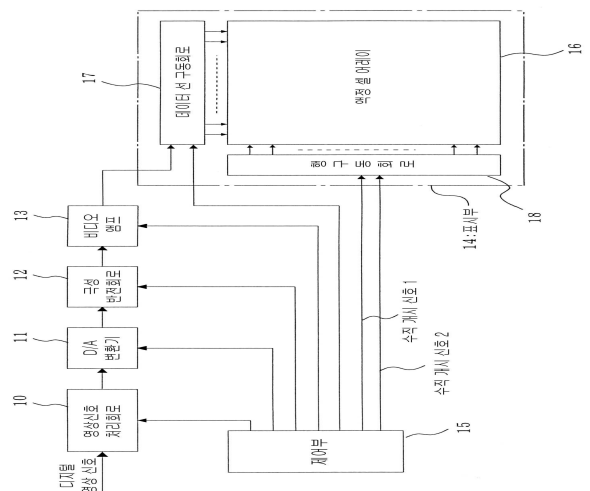 디지털
영상 신호
10
영상신호
처리회로
11
D/A
변환기
12
극성
반전회로
13
비디오
앰프
17
데이터 선 구동회로
액정 셀 어레이
16
행 구 동 회 로
18
14:표시부
수직 개시 신호 1
수직 개시 신호 2
제어부
15